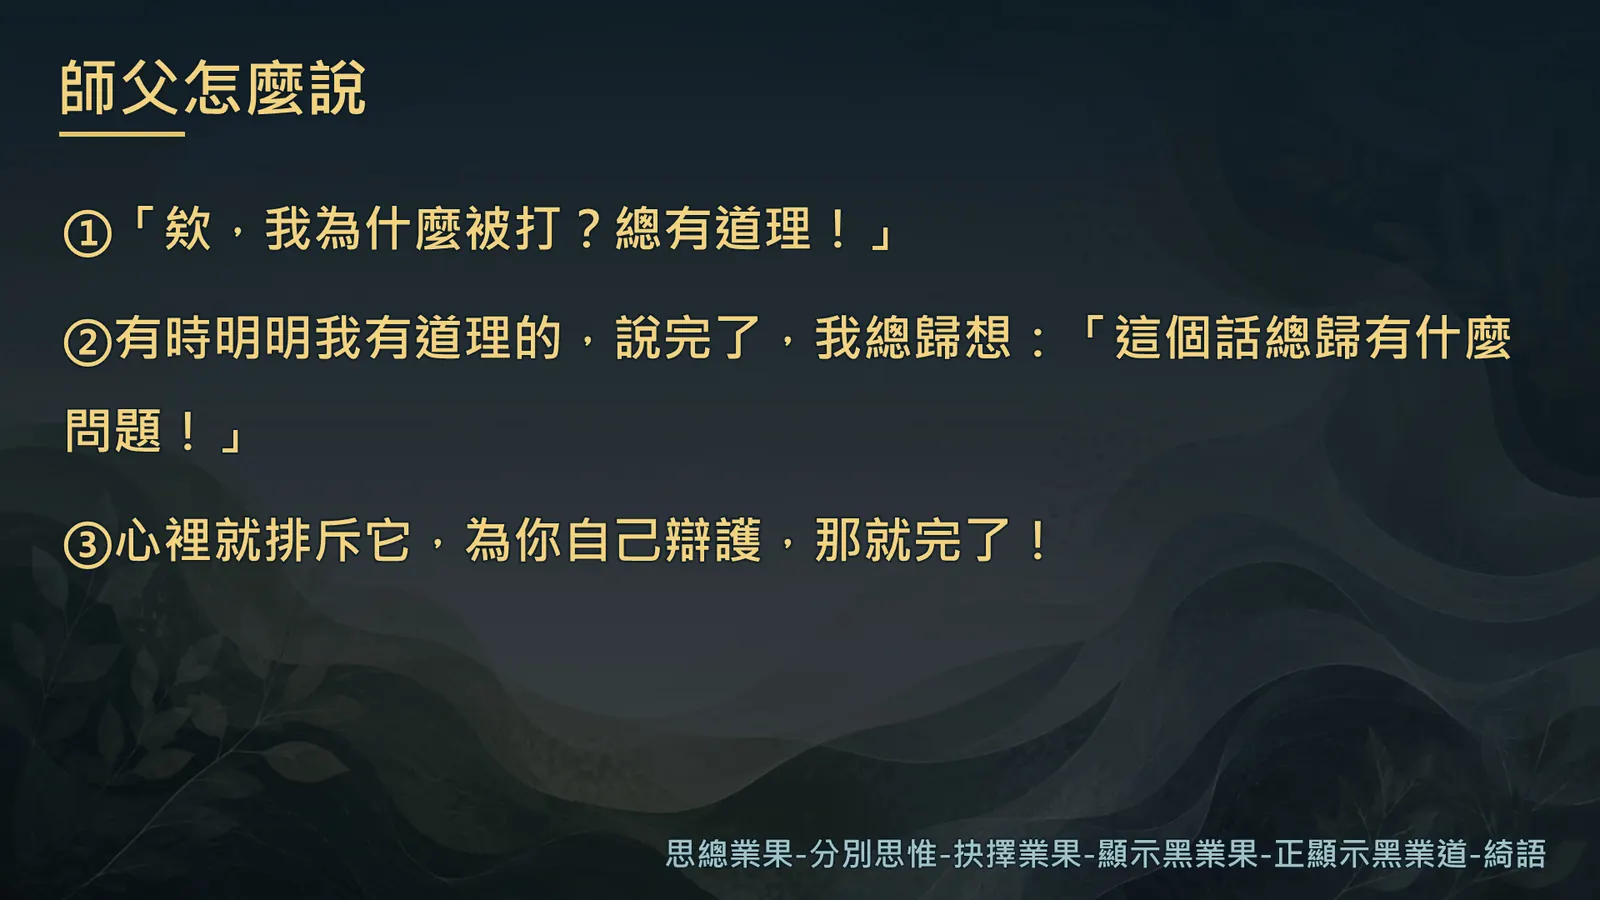 師父怎麼說
①「欸，我為什麼被打？總有道理！」
②有時明明我有道理的，說完了，我總歸想：「這個話總歸有什麼
問題！」
③心裡就排斥它，為你自己辯護，那就完了！
思總業果-分別思惟-抉擇業果-顯示黑業果-正顯示黑業道-綺語